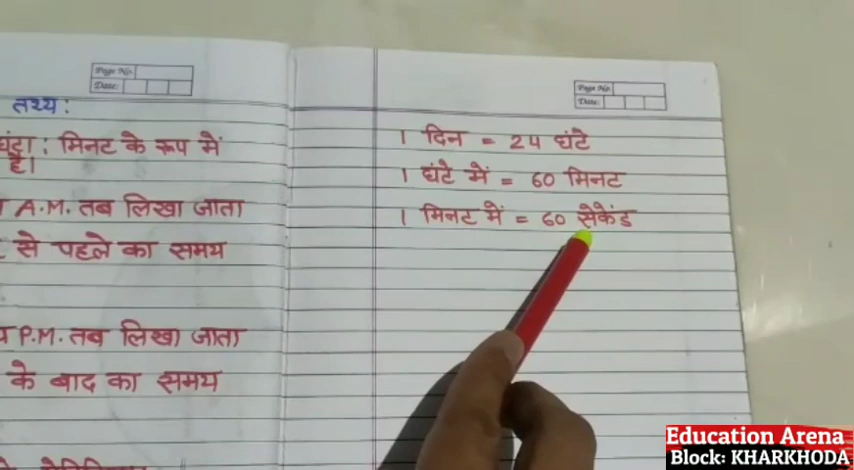 Page No.
Date:
तथ्य:
घंटा: मिनट के रूप में
है।
A.M. तब लिखा जाता
से पहले का समय
P.M. तब लिखा जाता
के बाद का समय
Page No.
Date:
1 दिन = 24 घंटे
1 घंटे में = 60 मिनट
1 मिनट में = 60 सेकेंड
Education Arena
Block: KHARKHODA